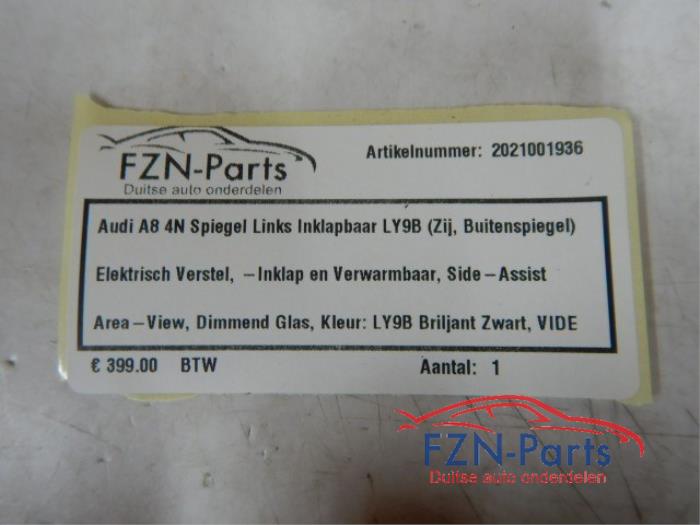 FZN-Parts
Duitse auto onderdelen
Artikelnummer: 2021001936
Audi A8 4N Spiegel Links Inklapbaar LY9B (Zij, Buitenspiegel)
Elektrisch Verstel, –Inklap en Verwarmbaar, Side–Assist
Area–View, Dimmend Glas, Kleur: LY9B Briljant Zwart, VIDE
€ 399.00 BTW Aantal: 1
FZN-Parts
Duitse auto onderdelen